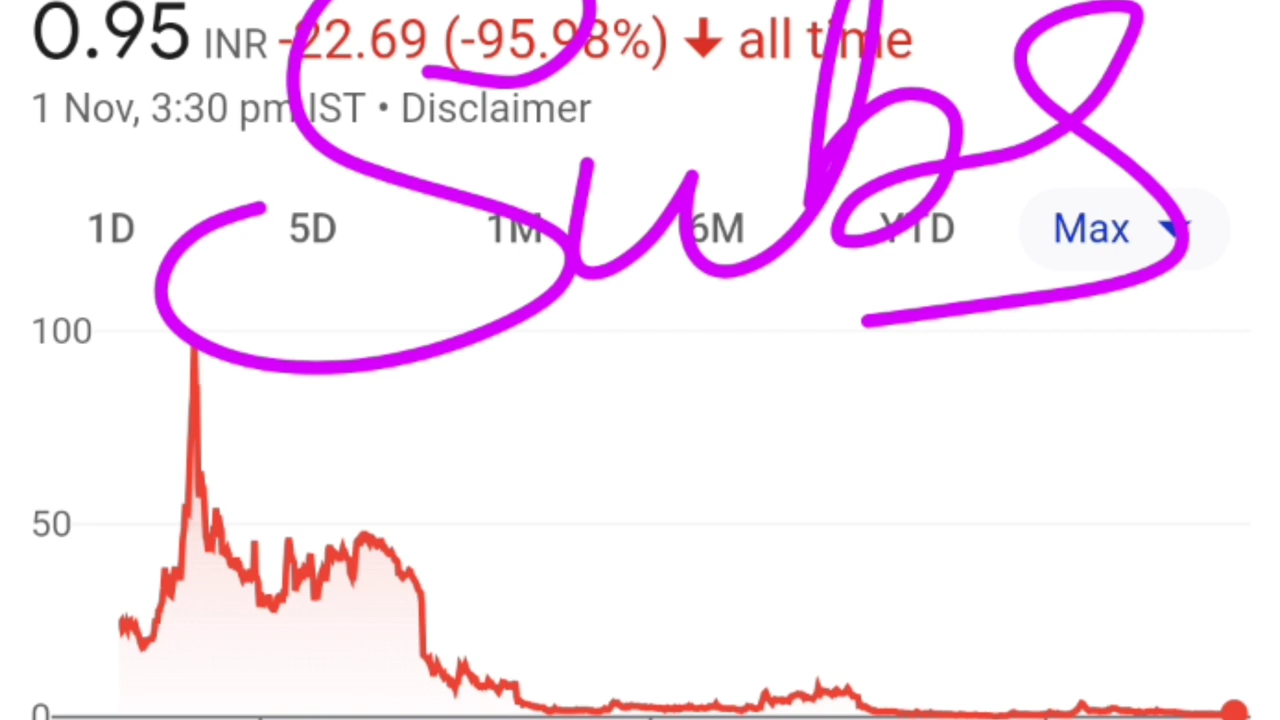 0.95 INR -22.69 (-95.98%) ↓ all time
1 Nov, 3:30 pm IST • Disclaimer
Subs
1D 5D 1M 6M YTD Max
100
50
0